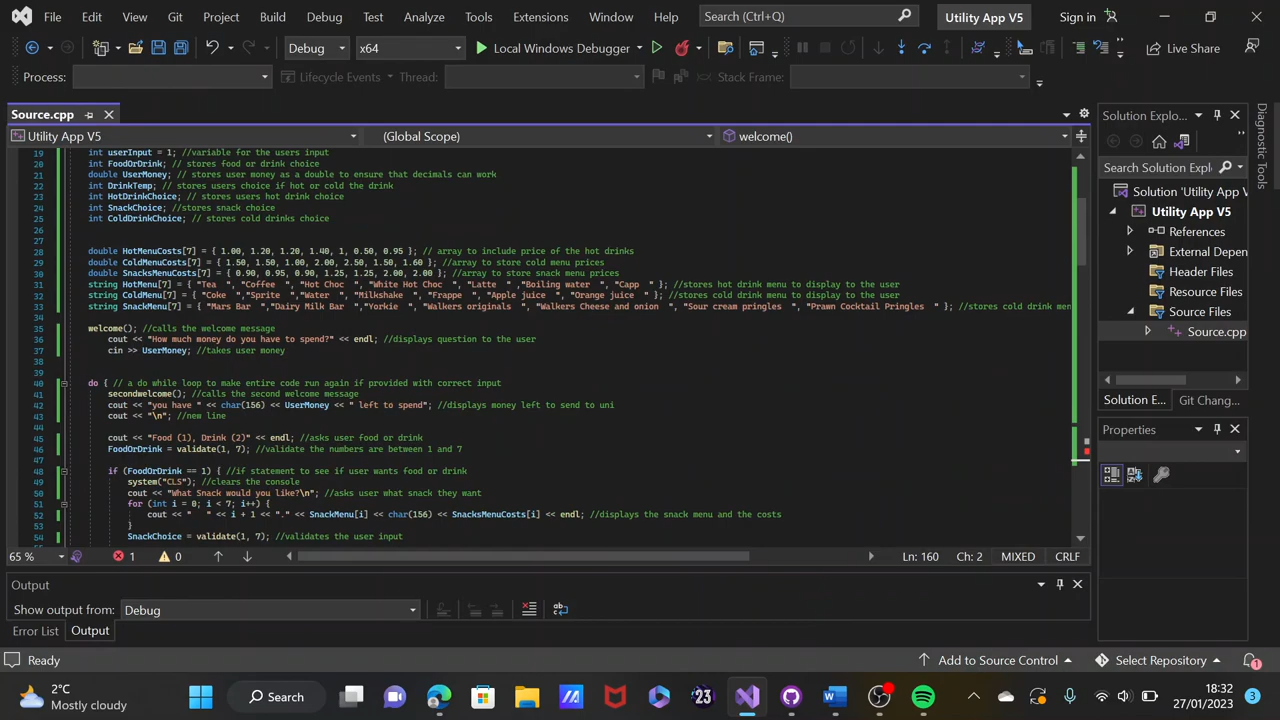 File Edit View Git Project Build Debug Test Analyze Tools Extensions Window Help Search (Ctrl+Q) Utility App V5 Sign in
Debug x64 Local Windows Debugger Live Share
Process: Lifecycle Events Thread: Stack Frame:
Source.cpp
Utility App V5 (Global Scope) welcome()
19 int userInput = 1; //variable for the users input
20 int FoodOrDrink; // stores food or drink choice
21 double UserMoney; // stores user money as a double to ensure that decimals can work
22 int DrinkTemp; // stores users choice if hot or cold the drink
23 int HotDrinkChoice; // stores users hot drink choice
24 int SnackChoice; //stores snack choice
25 int ColdDrinkChoice; // stores cold drinks choice
26
27
28 double HotMenuCosts[7] = { 1.00, 1.20, 1.20, 1.40, 1, 0.50, 0.95 }; // array to include price of the hot drinks
29 double ColdMenuCosts[7] = { 1.50, 1.50, 1.00, 2.00, 2.50, 1.50, 1.60 }; //array to store cold menu prices
30 double SnacksMenuCosts[7] = { 0.90, 0.95, 0.90, 1.25, 1.25, 2.00, 2.00 }; //array to store snack menu prices
31 string HotMenu[7] = { "Tea  ", "Coffee  ", "Hot Choc  ", "White Hot Choc  ", "Latte  ", "Boiling water  ", "Capp  " }; //stores hot drink menu to display to the user
32 string ColdMenu[7] = { "Coke  ","Sprite  ", "Water  ", "Milkshake  ", "Frappe  ", "Apple juice  ", "Orange juice  " }; //stores cold drink menu to display to the user
33 string SnackMenu[7] = { "Mars Bar  ","Dairy Milk Bar  ","Yorkie  ", "Walkers originals  ", "Walkers Cheese and onion  ", "Sour cream pringles  ", "Prawn Cocktail Pringles  " }; //stores cold drink men
34
35 welcome(); //calls the welcome message
36 cout << "How much money do you have to spend?" << endl; //displays question to the user
37 cin >> UserMoney; //takes user money
38
39
40 do { // a do while loop to make entire code run again if provided with correct input
41 secondwelcome(); //calls the second welcome message
42 cout << "you have " << char(156) << UserMoney << " left to spend"; //displays money left to send to uni
43 cout << "\n"; //new line
44
45 cout << "Food (1), Drink (2)" << endl; //asks user food or drink
46 FoodOrDrink = validate(1, 7); //validate the numbers are between 1 and 7
47
48 if (FoodOrDrink == 1) { //if statement to see if user wants food or drink
49 system("CLS"); //clears the console
50 cout << "What Snack would you like?\n"; //asks user what snack they want
51 for (int i = 0; i < 7; i++) {
52 cout << "   " << i + 1 << "." << SnackMenu[i] << char(156) << SnacksMenuCosts[i] << endl; //displays the snack menu and the costs
53 }
54 SnackChoice = validate(1, 7); //validates the user input
65 % 1 0 Ln: 160 Ch: 2 MIXED CRLF
Solution Explo...
Search Solution Expl
Solution 'Utility App V
Utility App V5
References
External Depen
Header Files
Resource Files
Source Files
Source.cpp
Solution E... Git Chang...
Properties
Diagnostic Tools
Output
Show output from: Debug
Error List Output
Ready Add to Source Control Select Repository 1
2°C
Mostly cloudy
Search
23
18:32
27/01/2023
3